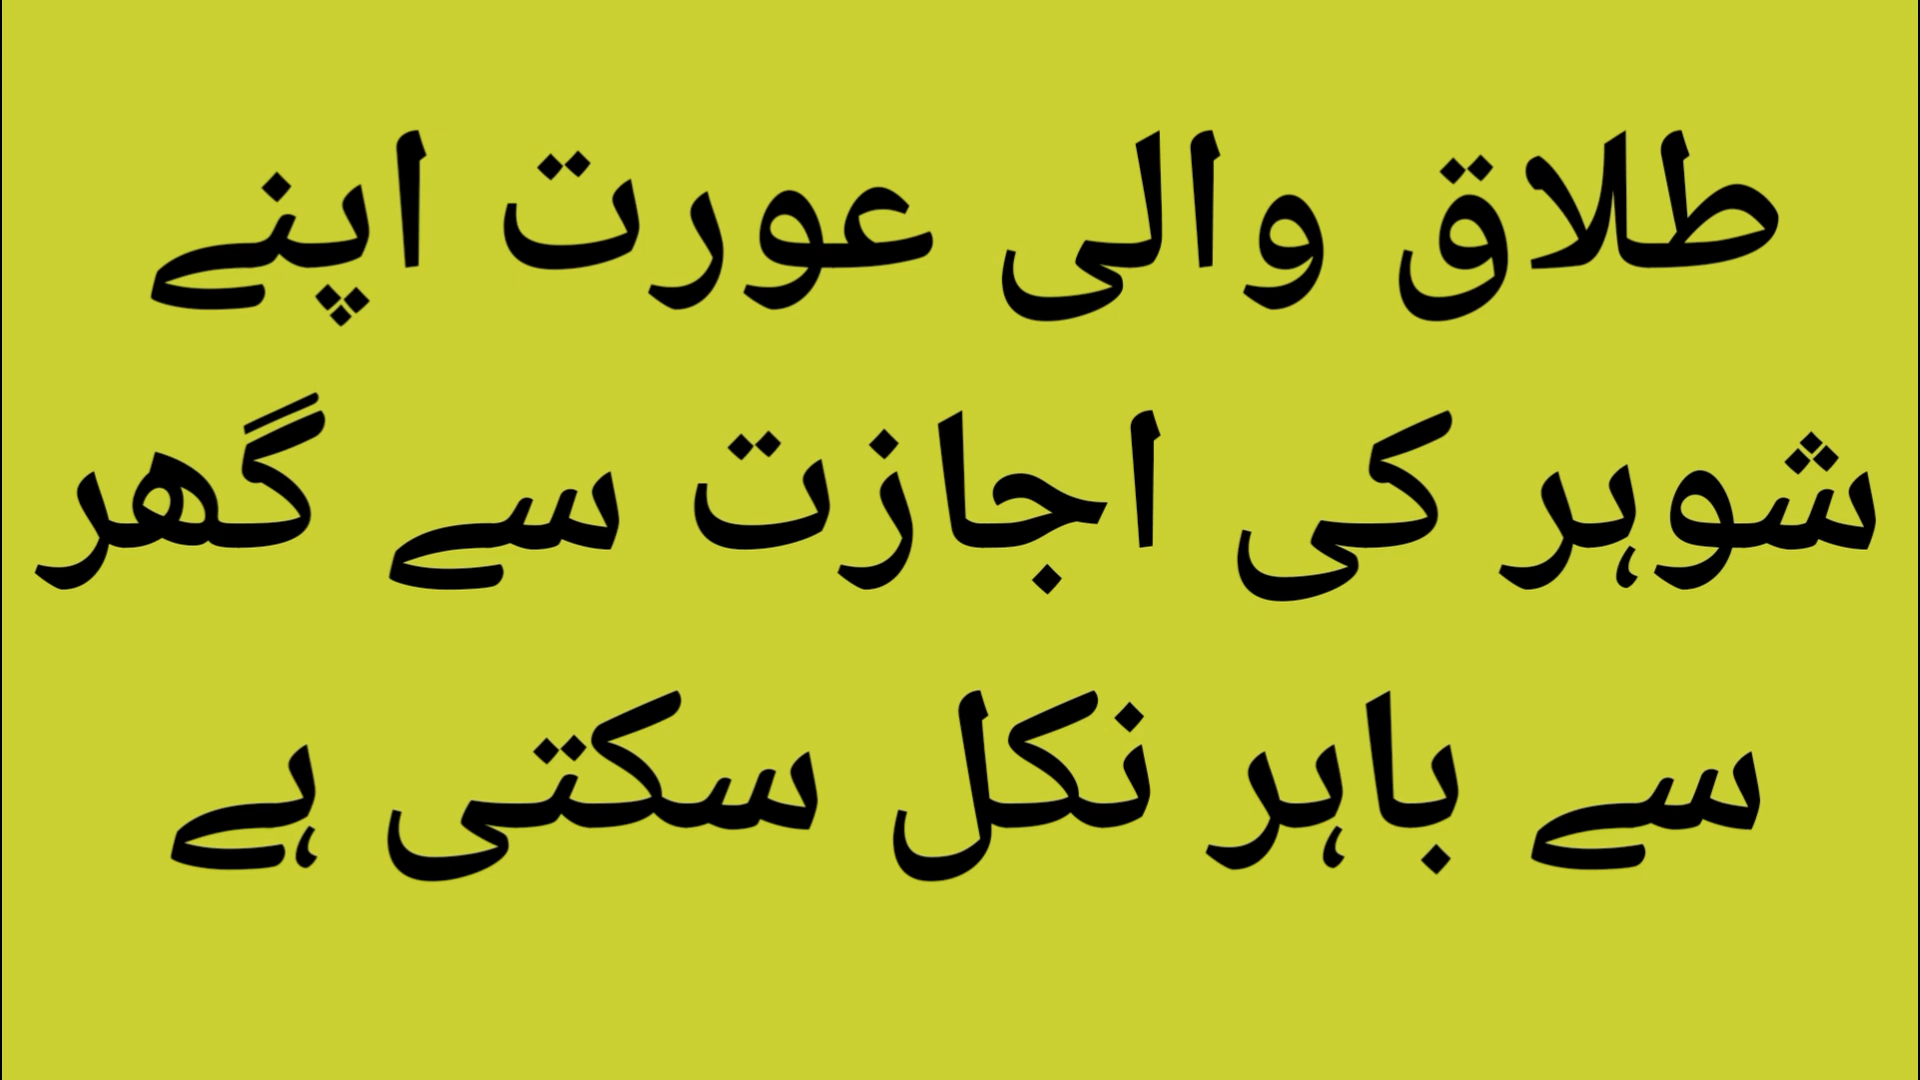 طلاق والی عورت اپنے
شوہر کی اجازت سے گھر
سے باہر نکل سکتی ہے